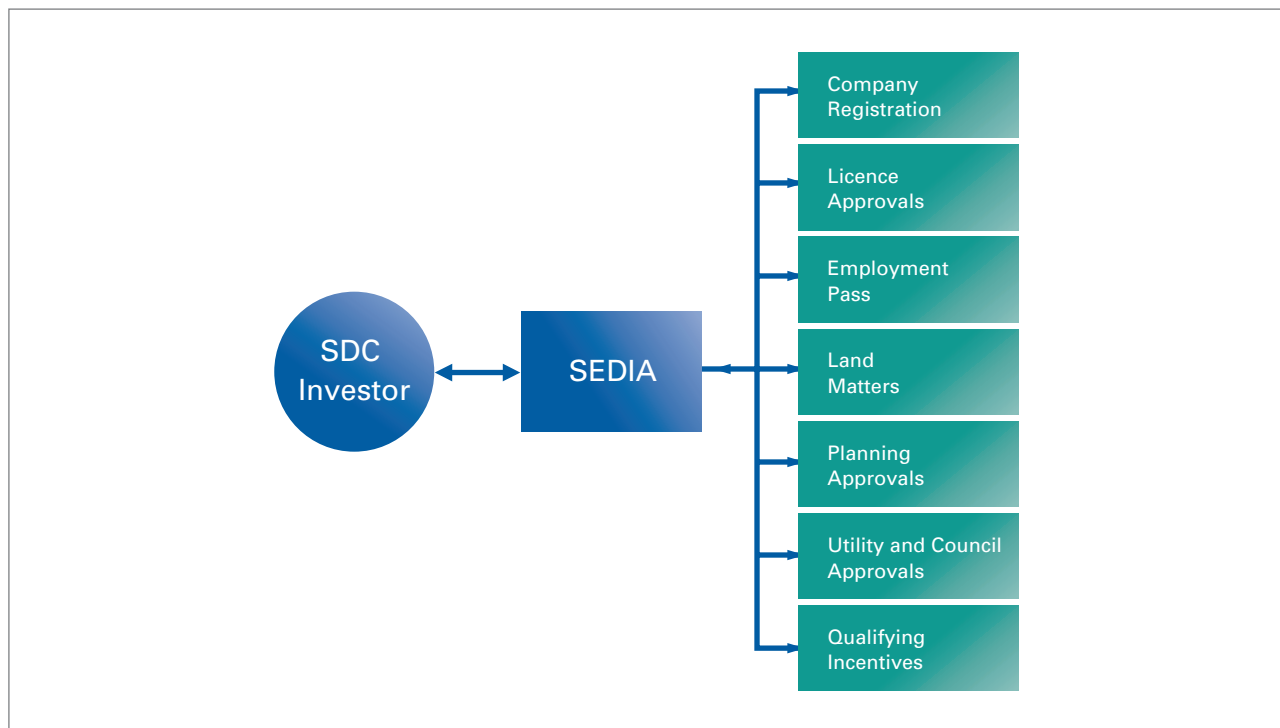 SDC
Investor
SEDIA
Company
Registration
Licence
Approvals
Employment
Pass
Land
Matters
Planning
Approvals
Utility and Council
Approvals
Qualifying
Incentives